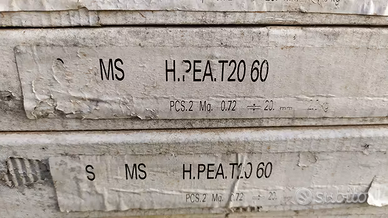 MS H.PEA.T20 60
PCS.2 Mq. 0.72 ÷ 20. mm
S MS H.PEA.T20 60
PCS.2 Mq. 0.72 ÷ 20.